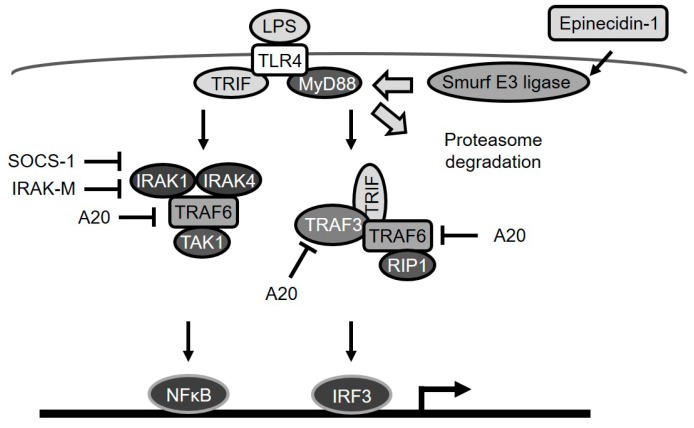 LPS
Epinecidin-1
TLR4
TRIF
MyD88
Smurf E3 ligase
Proteasome
degradation
SOCS-1
IRAK-M
A20
IRAK1
IRAK4
TRAF6
TAK1
TRIF
TRAF3
TRAF6
RIP1
A20
A20
NFκB
IRF3